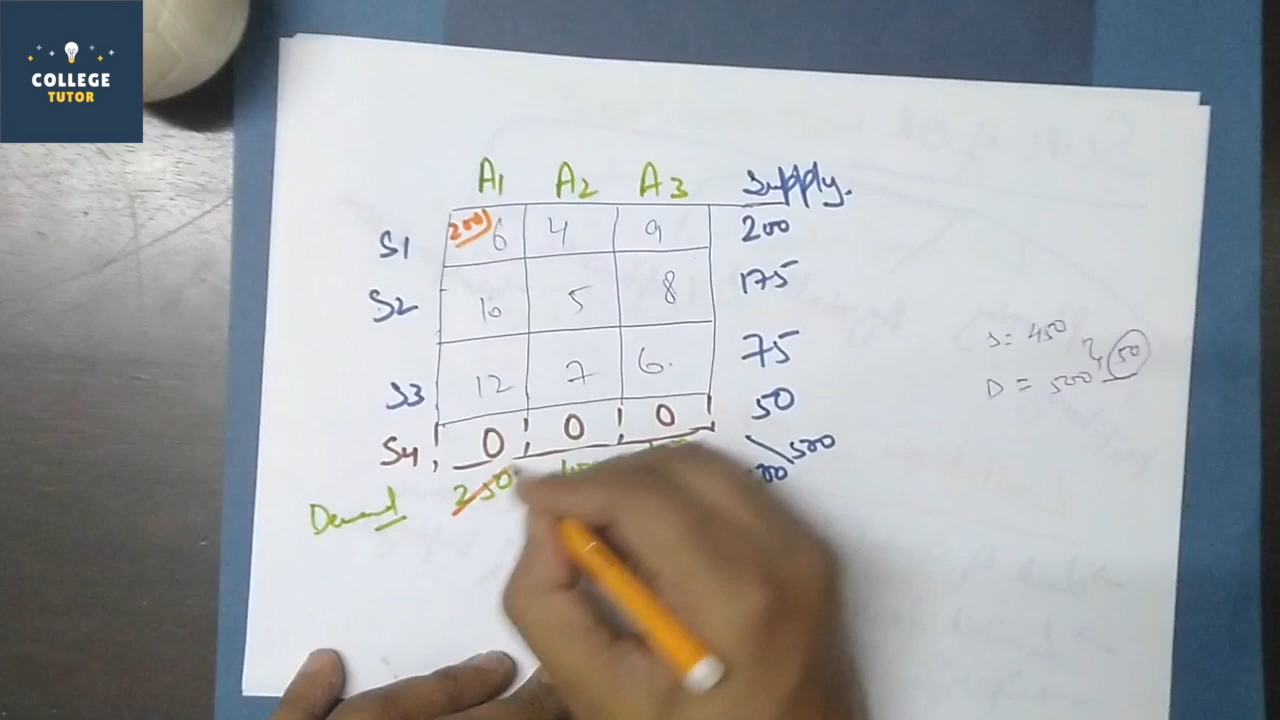 COLLEGE
TUTOR
A1 A2 A3 Supply.
S1 200 6 4 9 200
S2 10 5 8 175
S3 12 7 6. 75
S4 0 0 0 50
500
Demand 250
S = 450
D = 500 50